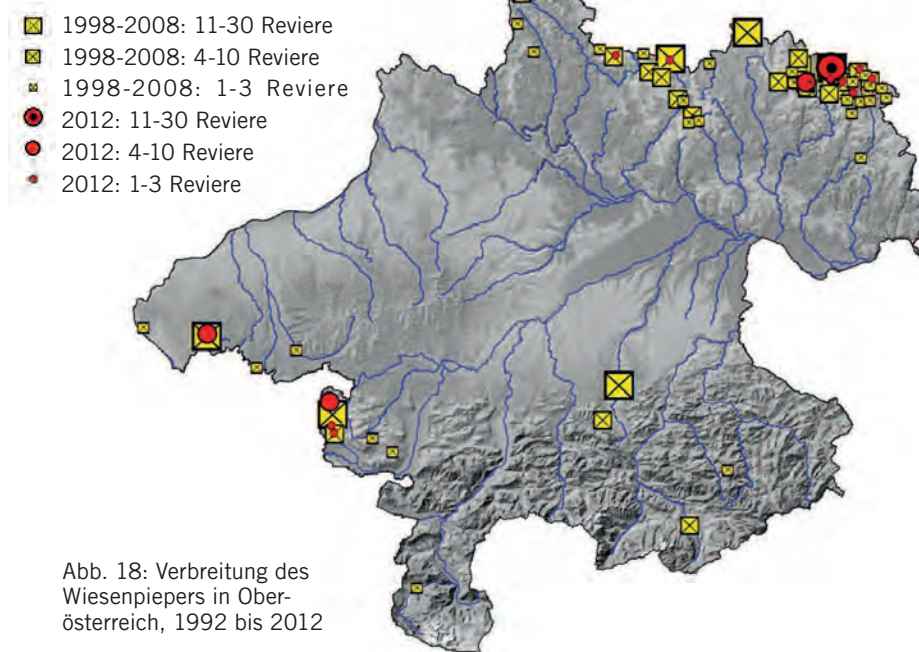 1998-2008: 11-30 Reviere
1998-2008: 4-10 Reviere
1998-2008: 1-3 Reviere
2012: 11-30 Reviere
2012: 4-10 Reviere
2012: 1-3 Reviere
Abb. 18: Verbreitung des
Wiesenpiepers in Ober-
österreich, 1992 bis 2012